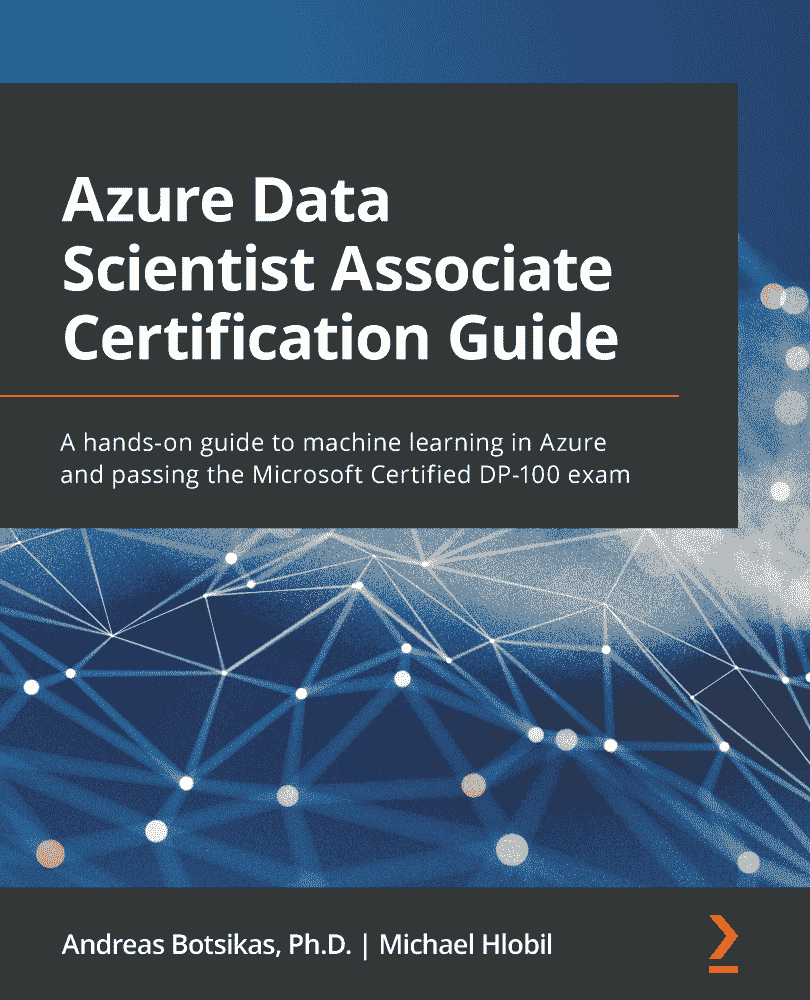 Azure Data
Scientist Associate
Certification Guide
A hands-on guide to machine learning in Azure
and passing the Microsoft Certified DP-100 exam
Andreas Botsikas, Ph.D. | Michael Hlobil